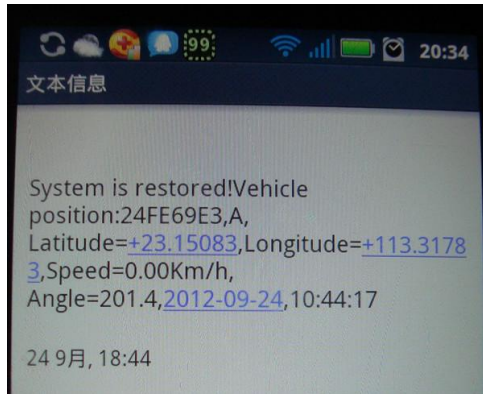 99
20:34
文本信息
System is restored!Vehicle
position:24FE69E3,A,
Latitude=+23.15083,Longitude=+113.3178
3,Speed=0.00Km/h,
Angle=201.4,2012-09-24,10:44:17
24 9月, 18:44